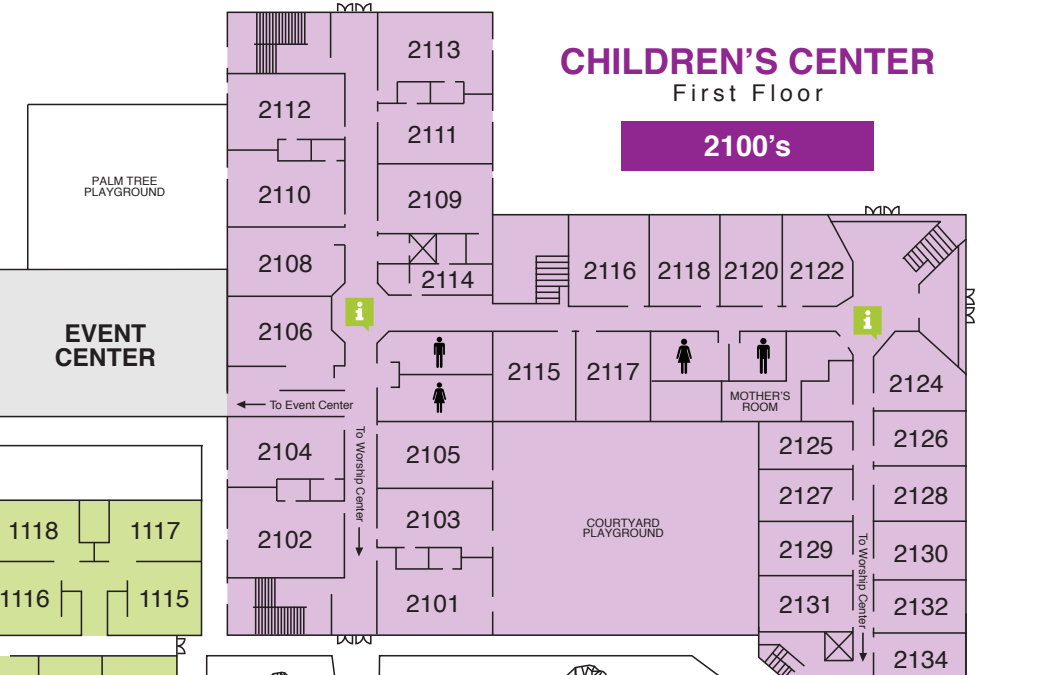 CHILDREN'S CENTER
First Floor
2100's
2113
2112
2111
PALM TREE
PLAYGROUND
2110
2109
2108
2114
2116
2118
2120
2122
i
i
EVENT
CENTER
2106
2115
2117
2124
MOTHER'S
ROOM
To Event Center
To Worship Center
2104
2105
2125
2126
2127
2128
1118
1117
2102
2103
COURTYARD
PLAYGROUND
2129
2130
To Worship Center
1116
1115
2101
2131
2132
2134